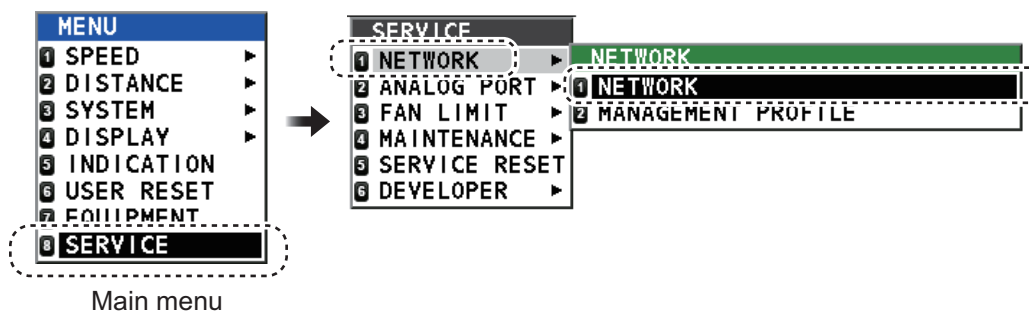 MENU
1 SPEED ▶
2 DISTANCE ▶
3 SYSTEM ▶
4 DISPLAY ▶
5 INDICATION
6 USER RESET
7 EQUIPMENT
8 SERVICE
Main menu
SERVICE
1 NETWORK ▶
2 ANALOG PORT ▶
3 FAN LIMIT ▶
4 MAINTENANCE ▶
5 SERVICE RESET
6 DEVELOPER ▶
NETWORK
1 NETWORK
2 MANAGEMENT PROFILE